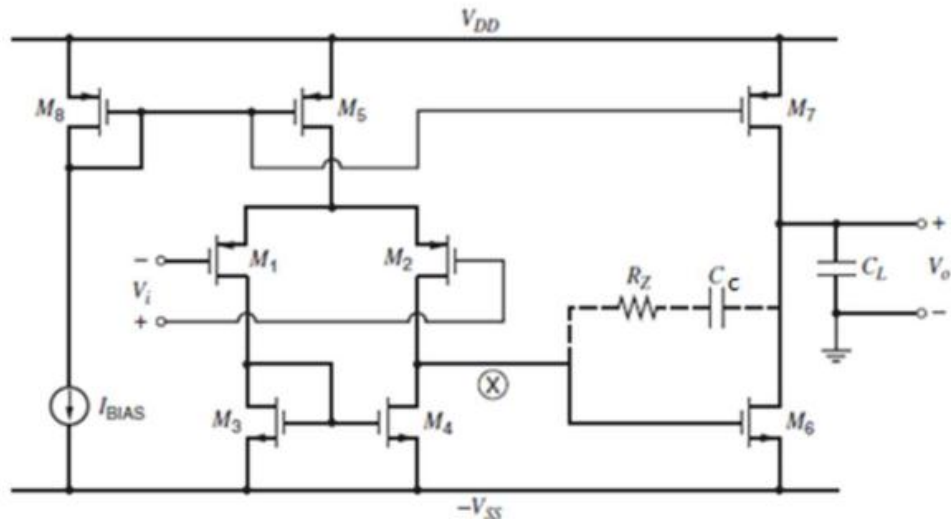 V_DD
M_8
M_5
M_7
M_1
M_2
−
V_i
+
R_Z
C_C
C_L
+
V_o
−
X
I_BIAS
M_3
M_4
M_6
−V_SS